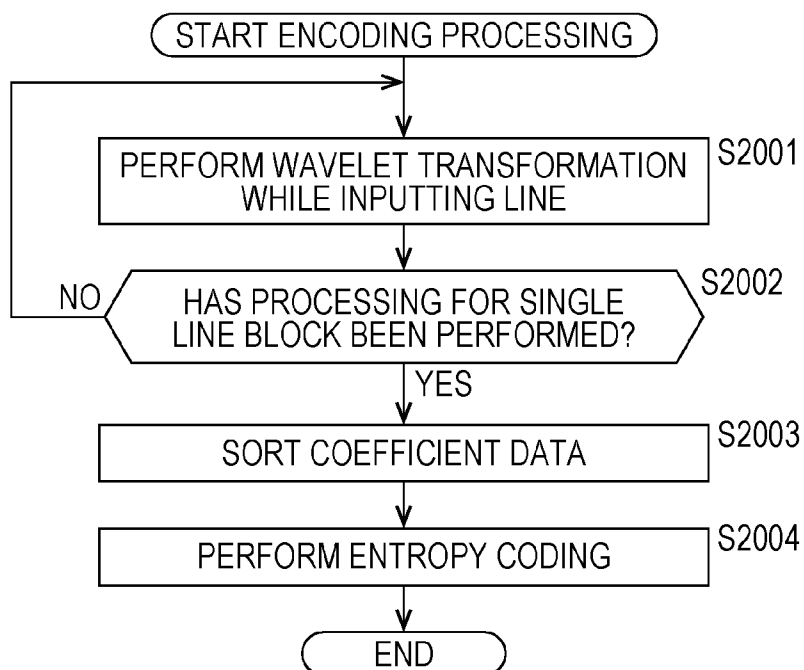 START ENCODING PROCESSING
S2001
PERFORM WAVELET TRANSFORMATION
WHILE INPUTTING LINE
S2002
NO
HAS PROCESSING FOR SINGLE
LINE BLOCK BEEN PERFORMED?
YES
S2003
SORT COEFFICIENT DATA
S2004
PERFORM ENTROPY CODING
END